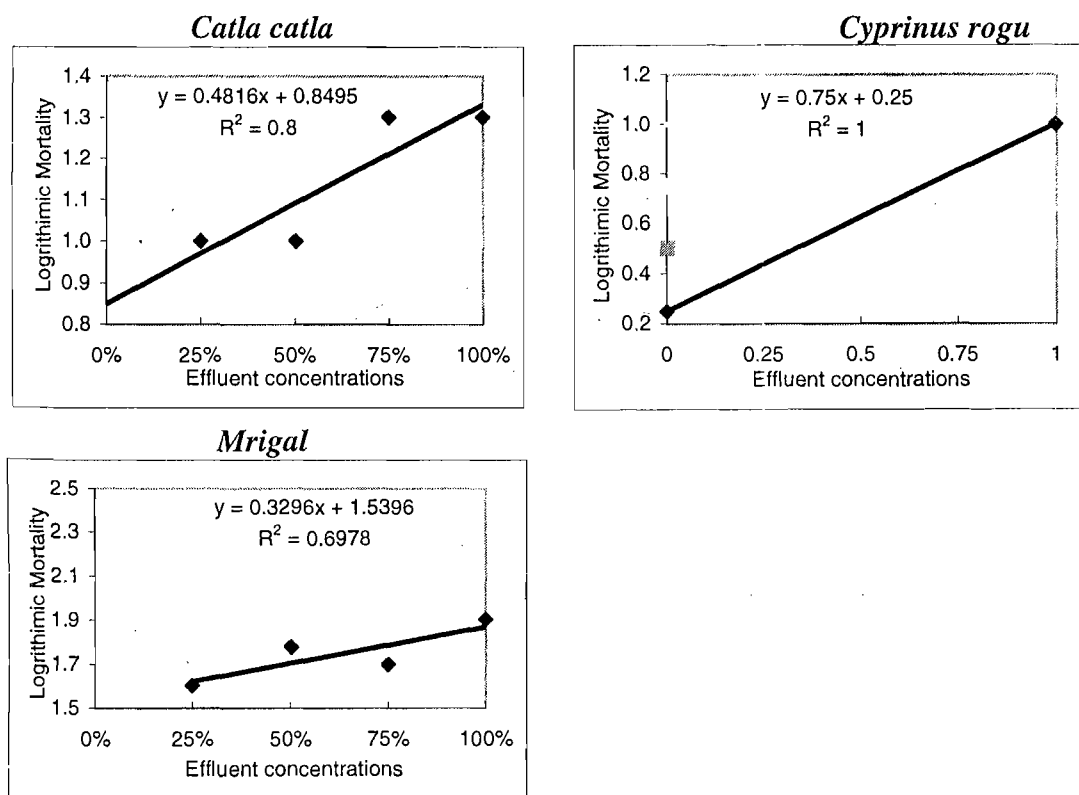 Catla catla
Logrithimic Mortality
y = 0.4816x + 0.8495
R² = 0.8
1.4
1.3
1.2
1.1
1.0
0.9
0.8
0% 25% 50% 75% 100%
Effluent concentrations
Cyprinus rogu
Logrithimic Mortality
y = 0.75x + 0.25
R² = 1
1.2
1.0
0.8
0.6
0.4
0.2
0 0.25 0.5 0.75 1
Effluent concentrations
Mrigal
Logrithimic Mortality
y = 0.3296x + 1.5396
R² = 0.6978
2.5
2.3
2.1
1.9
1.7
1.5
0% 25% 50% 75% 100%
Effluent concentrations